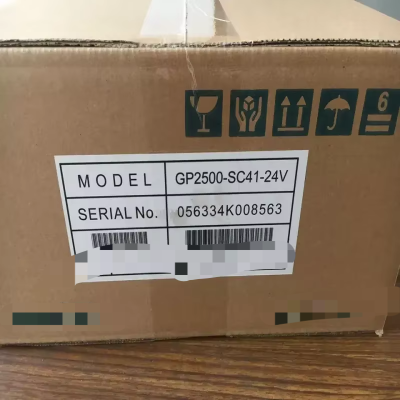 6
MODEL GP2500-SC41-24V
SERIAL No. 056334K008563